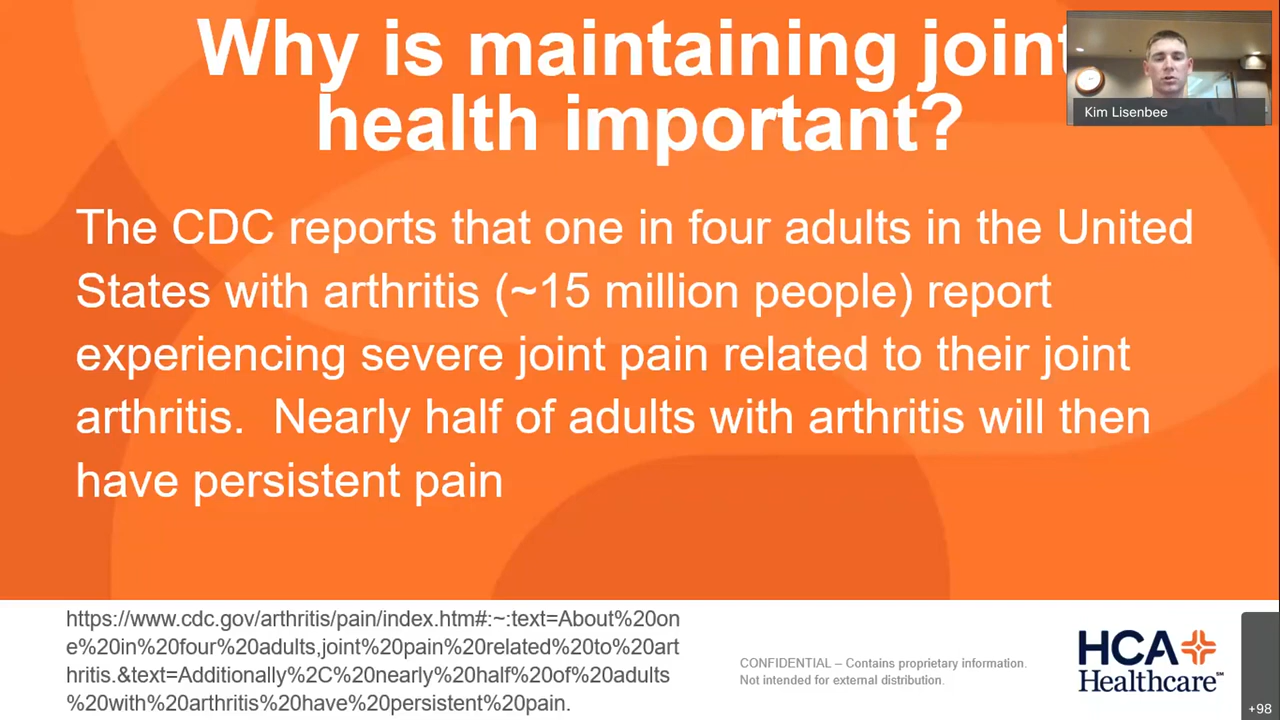 Why is maintaining joint
health important?
Kim Lisenbee
The CDC reports that one in four adults in the United
States with arthritis (~15 million people) report
experiencing severe joint pain related to their joint
arthritis.  Nearly half of adults with arthritis will then
have persistent pain
https://www.cdc.gov/arthritis/pain/index.htm#:~:text=About%20on
e%20in%20four%20adults,joint%20pain%20related%20to%20art
hritis.&text=Additionally%2C%20nearly%20half%20of%20adults
%20with%20arthritis%20have%20persistent%20pain.
CONFIDENTIAL – Contains proprietary information.
Not intended for external distribution.
HCA
Healthcare℠
+98